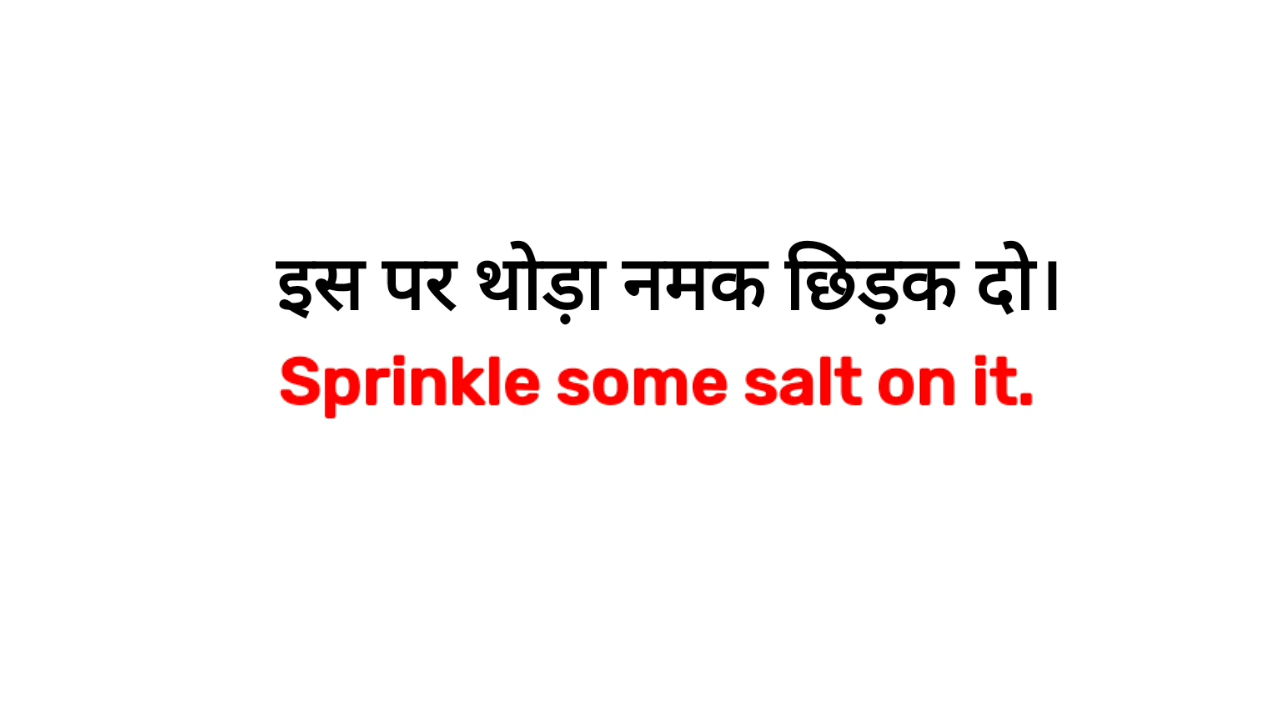 इस पर थोड़ा नमक छिड़क दो।
Sprinkle some salt on it.